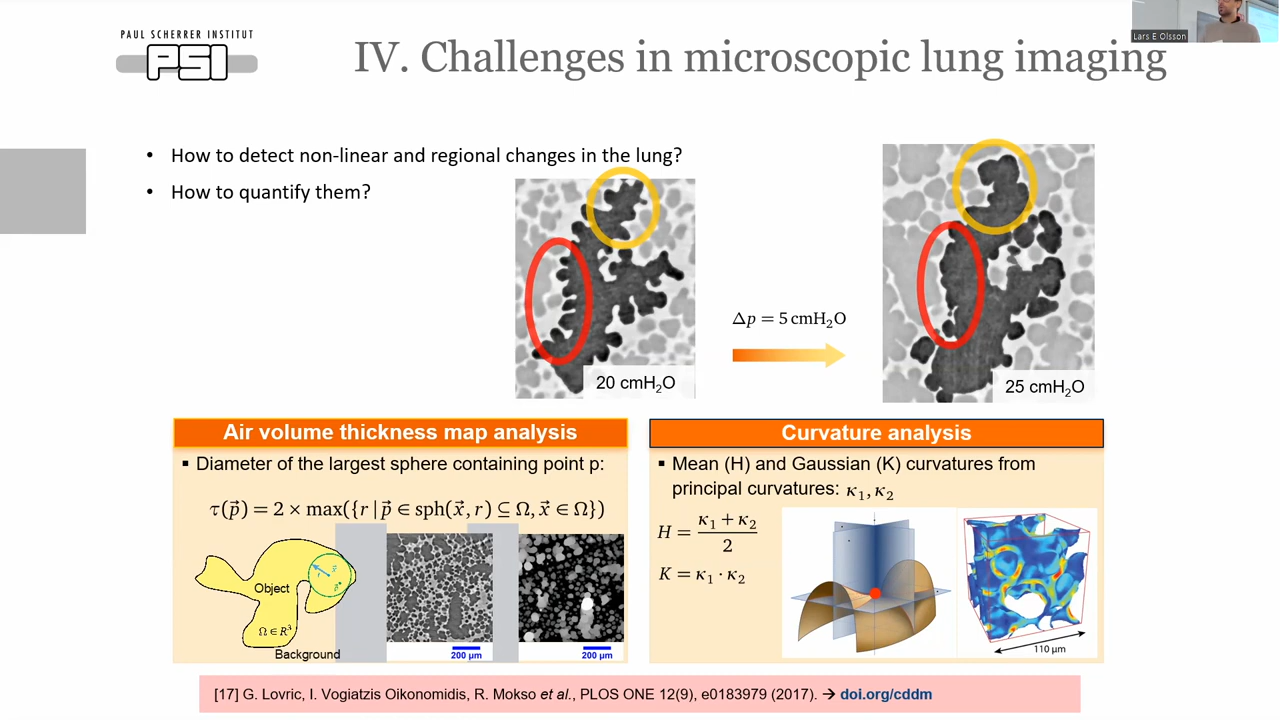 PAUL SCHERRER INSTITUT
PSI
IV. Challenges in microscopic lung imaging
Lars E Olsson
• How to detect non-linear and regional changes in the lung?
• How to quantify them?
20 cmH₂O
Δp = 5 cmH₂O
25 cmH₂O
Air volume thickness map analysis
▪ Diameter of the largest sphere containing point p:
τ(p⃗) = 2 × max({r | p⃗ ∈ sph(x⃗, r) ⊆ Ω, x⃗ ∈ Ω})
Object
Ω ∈ R³
Background
r
x⃗
p⃗
200 µm
200 µm
Curvature analysis
▪ Mean (H) and Gaussian (K) curvatures from
principal curvatures: κ₁, κ₂
H = (κ₁ + κ₂) / 2
K = κ₁ · κ₂
110 µm
[17] G. Lovric, I. Vogiatzis Oikonomidis, R. Mokso et al., PLOS ONE 12(9), e0183979 (2017). → doi.org/cddm